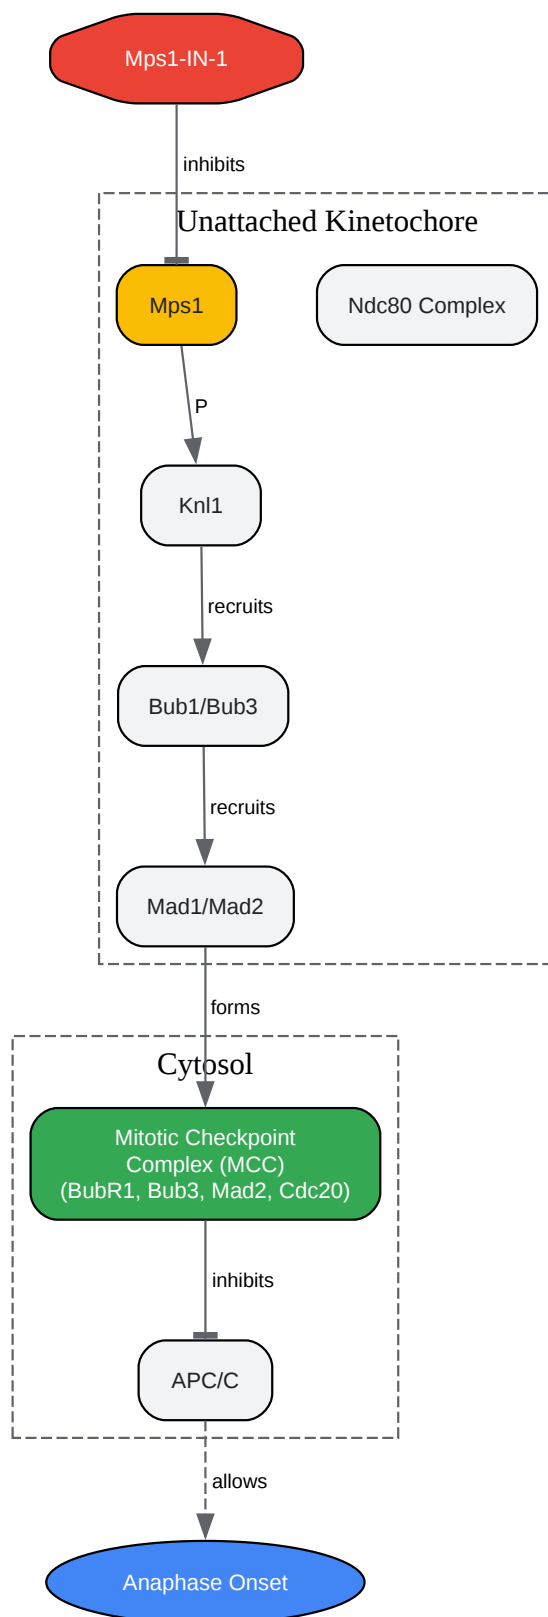 Mps1-IN-1
inhibits
Unattached Kinetochore
Mps1
Ndc80 Complex
P
Knl1
recruits
Bub1/Bub3
recruits
Mad1/Mad2
forms
Cytosol
Mitotic Checkpoint
Complex (MCC)
(BubR1, Bub3, Mad2, Cdc20)
inhibits
APC/C
allows
Anaphase Onset